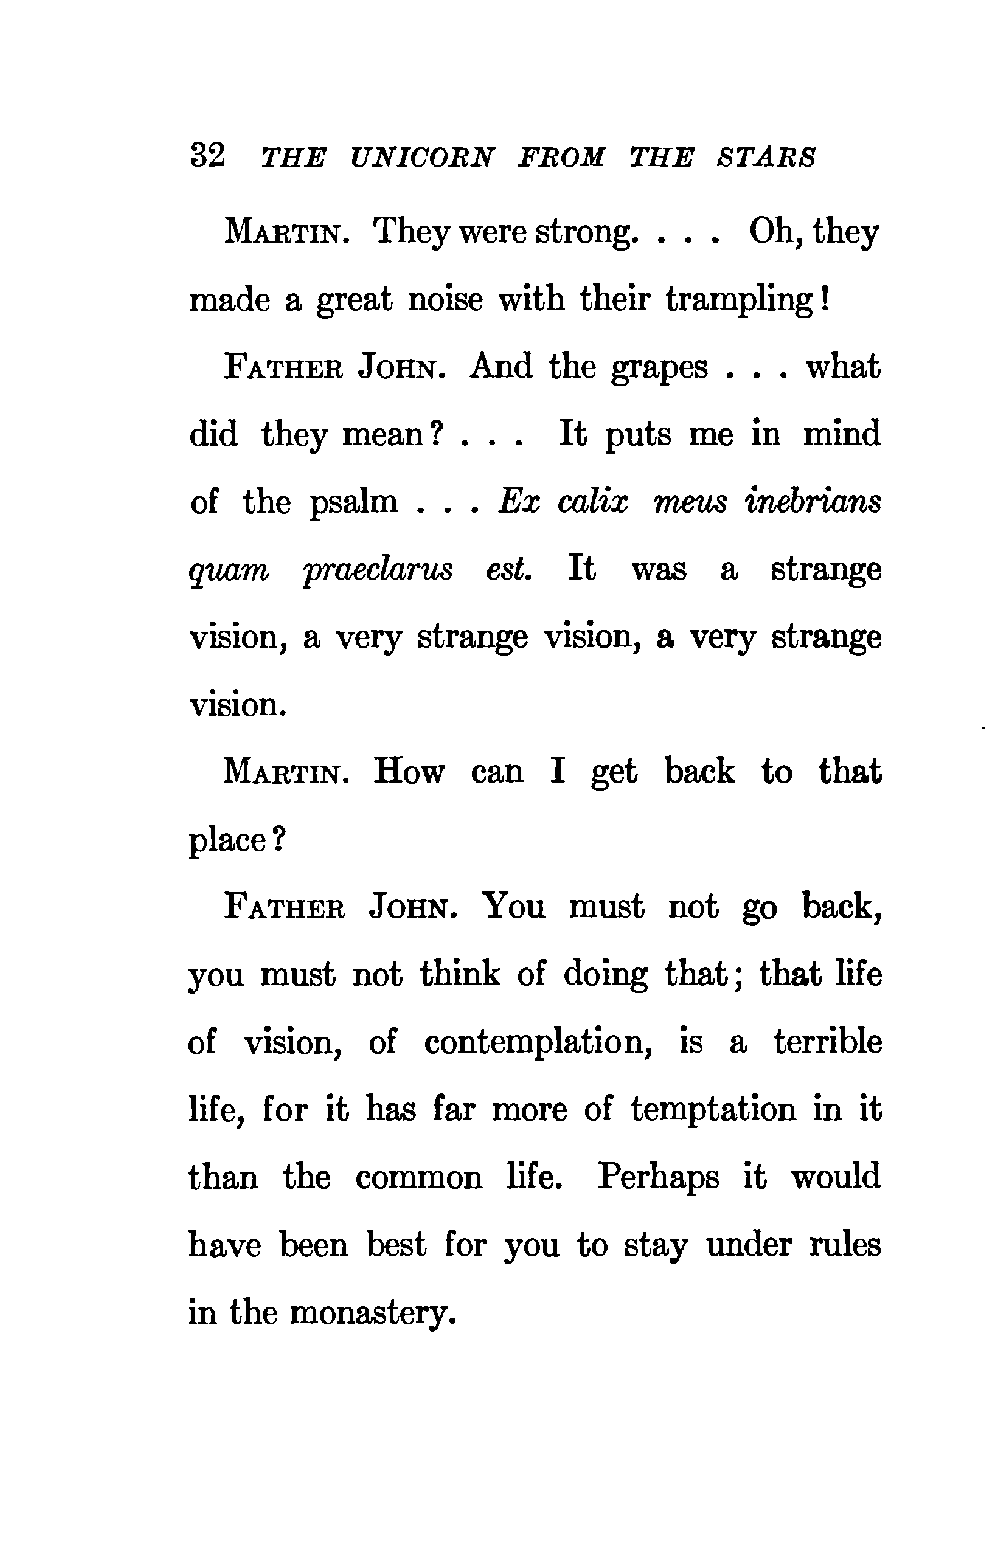 32 THE UNICORN FROM THE STARS
MARTIN. They were strong. . . . Oh, they
made a great noise with their trampling!
FATHER JOHN. And the grapes . . . what
did they mean? . . . It puts me in mind
of the psalm . . . Ex calix meus inebrians
quam praeclarus est. It was a strange
vision, a very strange vision, a very strange
vision.
MARTIN. How can I get back to that
place?
FATHER JOHN. You must not go back,
you must not think of doing that; that life
of vision, of contemplation, is a terrible
life, for it has far more of temptation in it
than the common life. Perhaps it would
have been best for you to stay under rules
in the monastery.